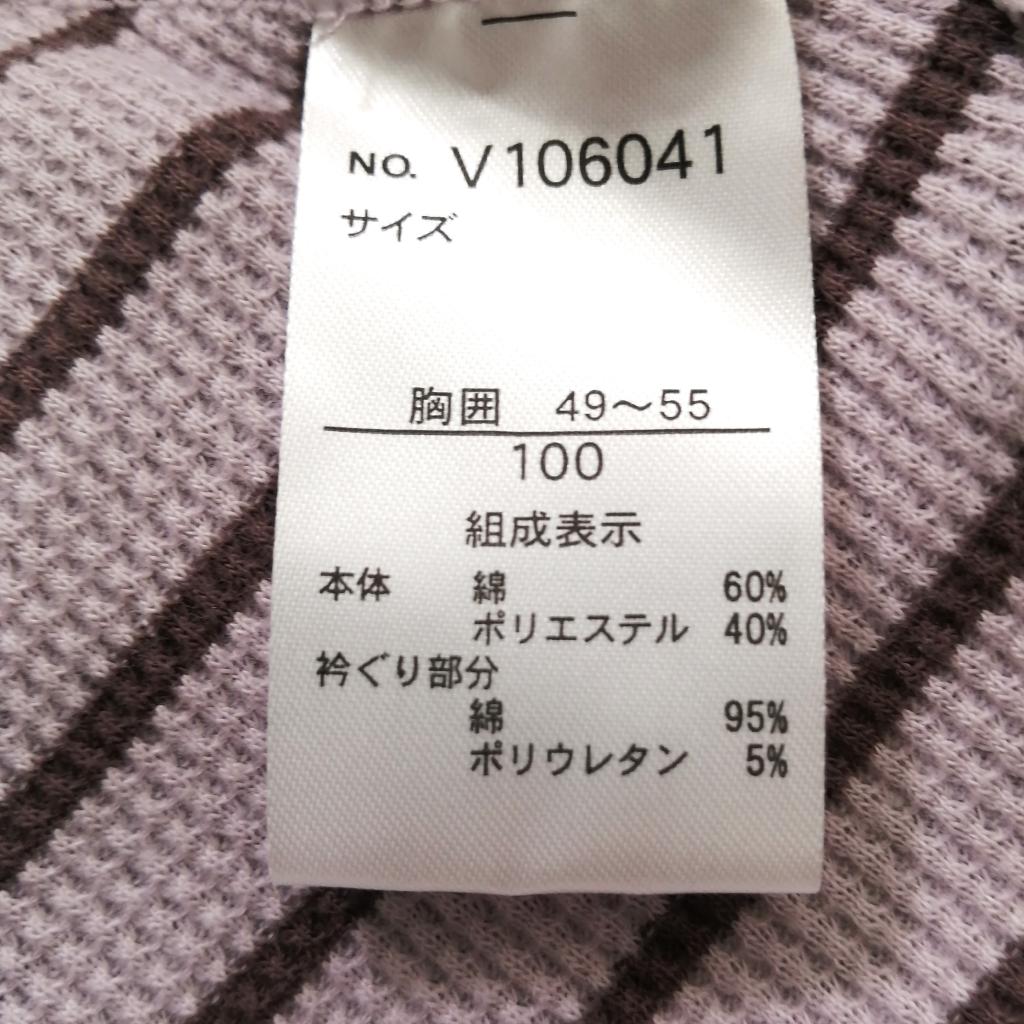 NO. V106041
サイズ
胸囲 49～55
100
組成表示
本体 綿 60%
ポリエステル 40%
衿ぐり部分
綿 95%
ポリウレタン 5%